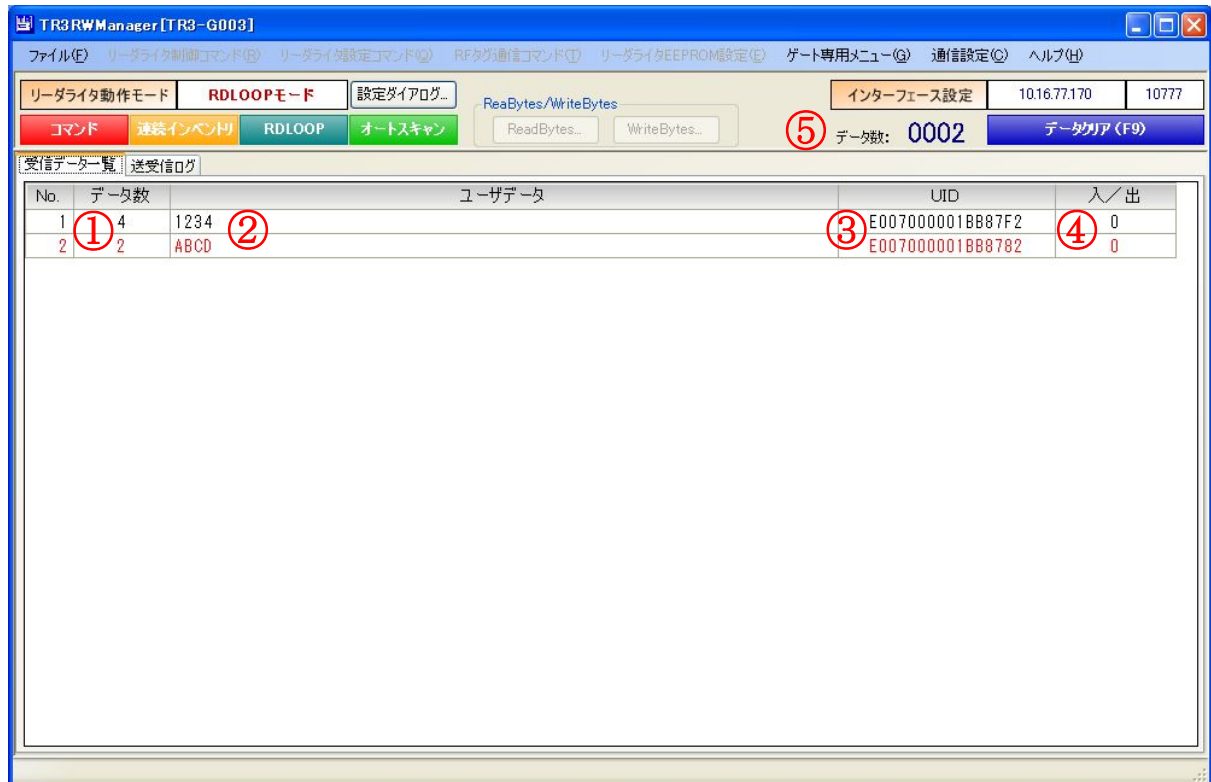 TR3RWManager[TR3-G003]
ファイル(F) リーダライタ制御コマンド(R) リーダライタ設定コマンド(Q) RFタグ通信コマンド(T) リーダライタEEPROM設定(E) ゲート専用メニュー(G) 通信設定(C) ヘルプ(H)
リーダライタ動作モード RDLOOPモード 設定ダイアログ... ReaBytes/WriteBytes インターフェース設定 10.16.77.170 10777
コマンド 連続インベントリ RDLOOP オートスキャン ReadBytes... WriteBytes... ⑤ データ数: 0002 データクリア(F9)
受信データ一覧 送受信ログ
No. データ数 ユーザデータ UID 入/出
1 ① 4 1234 ② ③ E007000001BB87F2 ④ 0
2 2 ABCD E007000001BB8782 0